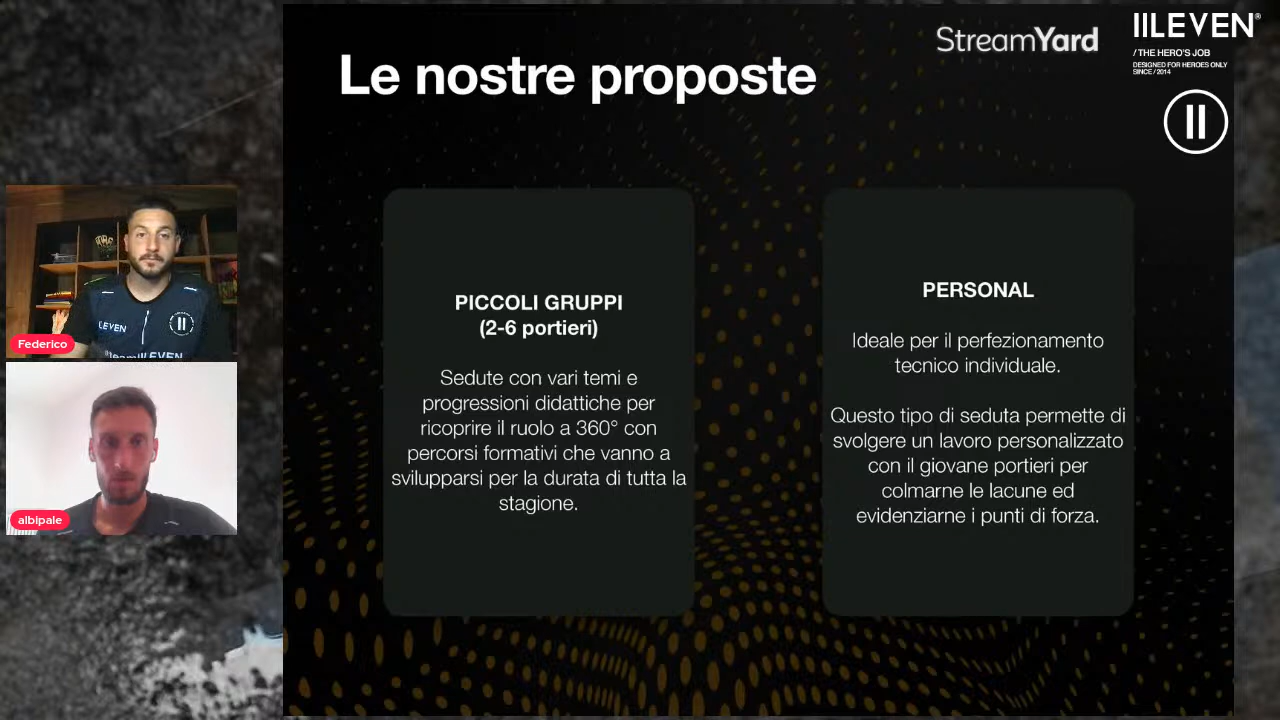 StreamYard
IILEVEN®
/ THE HERO'S JOB
DESIGNED FOR HEROES ONLY
SINCE / 2014
Le nostre proposte
PICCOLI GRUPPI
(2-6 portieri)
Sedute con vari temi e
progressioni didattiche per
ricoprire il ruolo a 360° con
percorsi formativi che vanno a
svilupparsi per la durata di tutta la
stagione.
PERSONAL
Ideale per il perfezionamento
tecnico individuale.
Questo tipo di seduta permette di
svolgere un lavoro personalizzato
con il giovane portieri per
colmarne le lacune ed
evidenziarne i punti di forza.
LEVEN
#teamIILEVEN
Federico
albipale